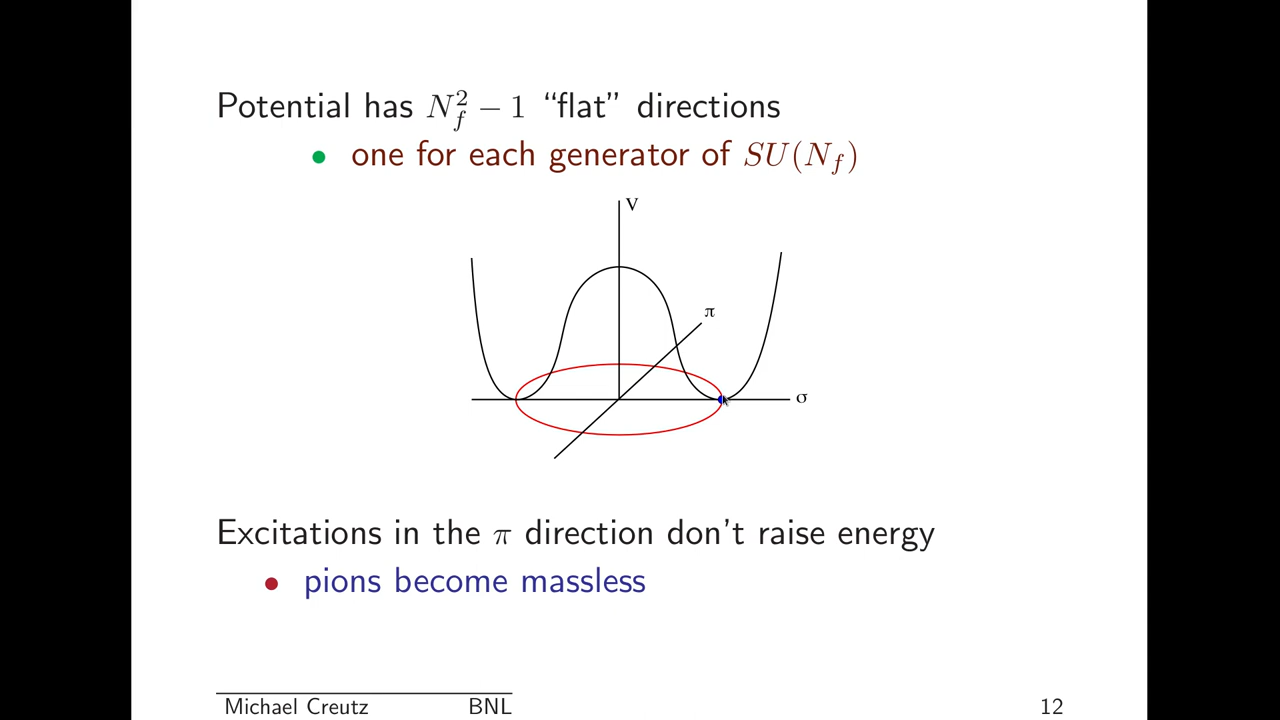 Potential has $N_f^2 - 1$ “flat” directions
• one for each generator of $SU(N_f)$
V
π
σ
Excitations in the π direction don't raise energy
• pions become massless
Michael Creutz BNL 12